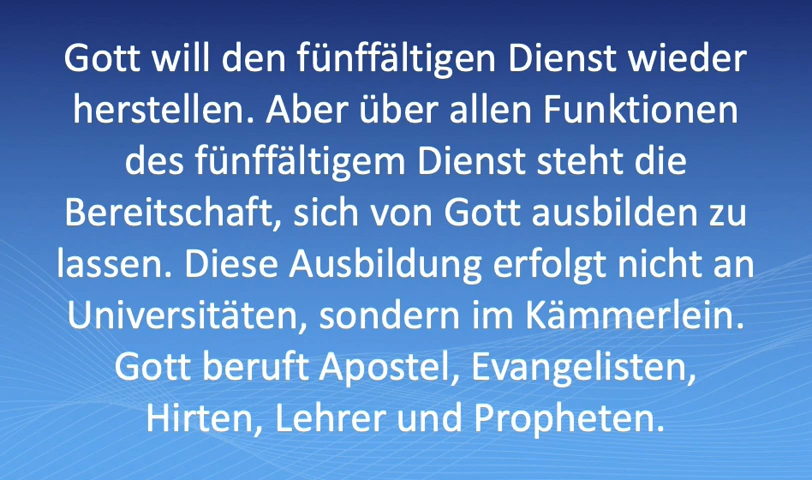 Gott will den fünffältigen Dienst wieder
herstellen. Aber über allen Funktionen
des fünffältigem Dienst steht die
Bereitschaft, sich von Gott ausbilden zu
lassen. Diese Ausbildung erfolgt nicht an
Universitäten, sondern im Kämmerlein.
Gott beruft Apostel, Evangelisten,
Hirten, Lehrer und Propheten.